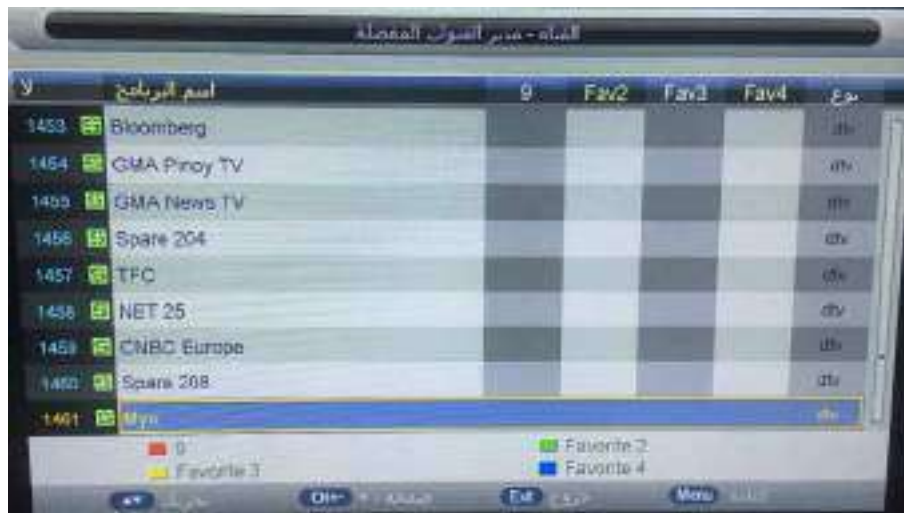 القناة - مدير القنوات المفضلة
لا اسم البرنامج 9 Fav2 Fav3 Fav4 نوع
1453 Bloomberg dtv
1454 GMA Pinoy TV dtv
1455 GMA News TV dtv
1456 Spare 204 dtv
1457 TFC dtv
1458 NET 25 dtv
1459 CNBC Europe dtv
1460 Spare 208 dtv
1461 Myx dtv
9 Favorite 2
Favorite 3 Favorite 4
CH+- Exit Menu